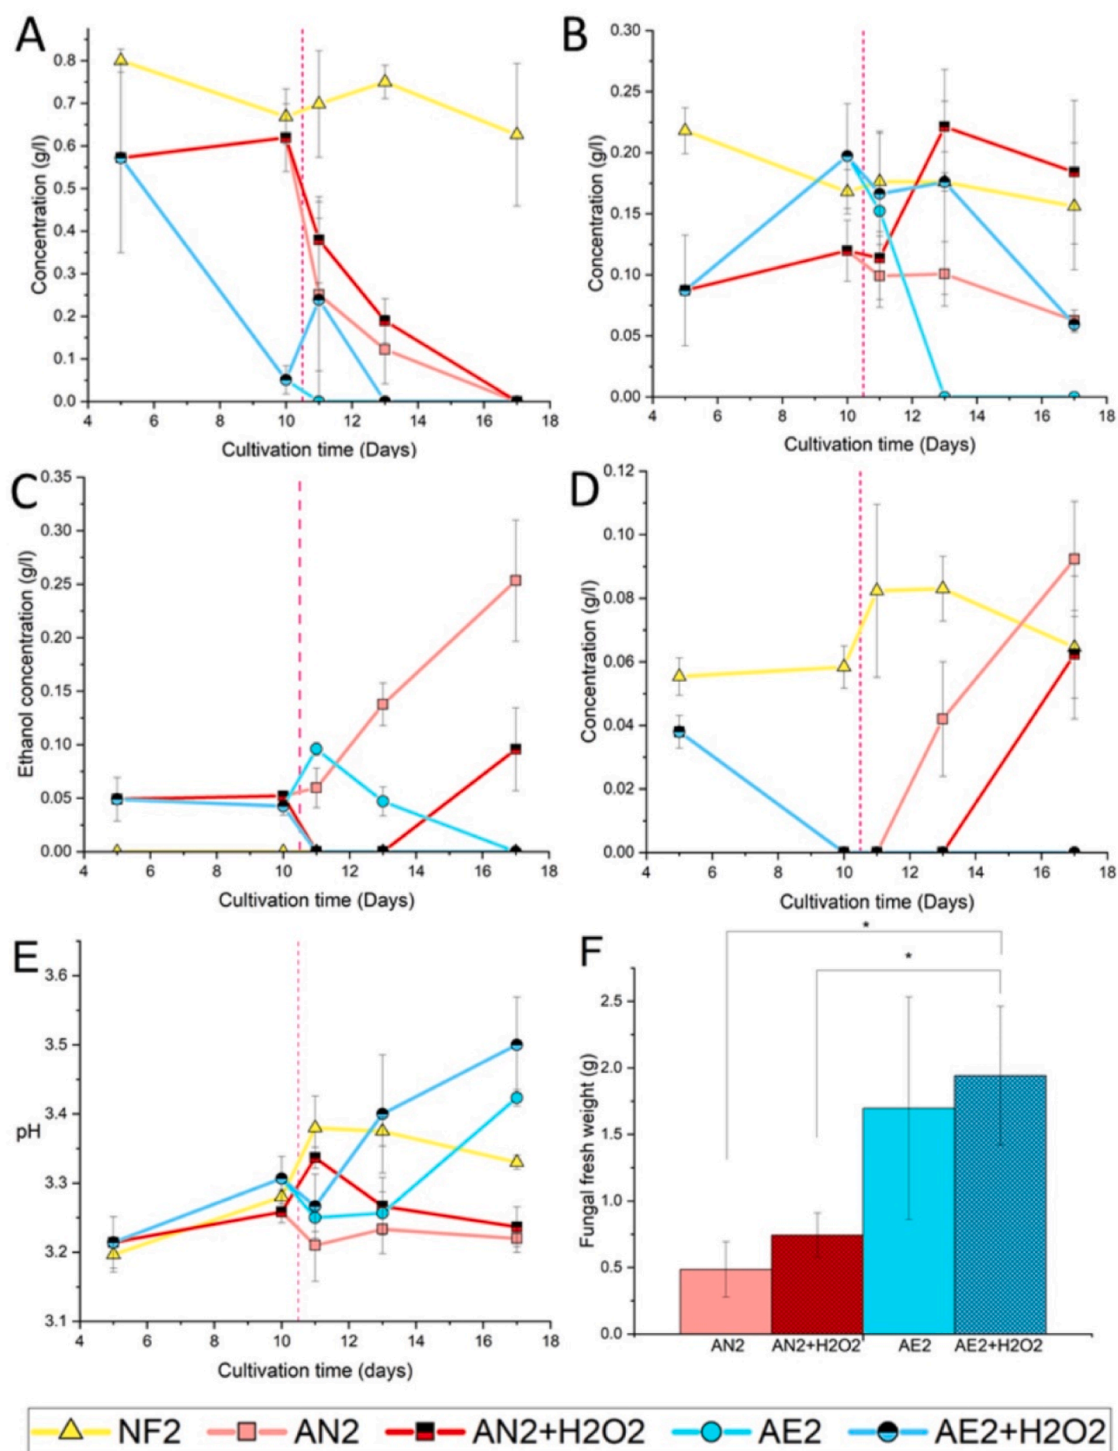 A
Concentration (g/l)
0.8
0.7
0.6
0.5
0.4
0.3
0.2
0.1
0.0
4 6 8 10 12 14 16 18
Cultivation time (Days)
B
Concentration (g/l)
0.30
0.25
0.20
0.15
0.10
0.05
0.00
4 6 8 10 12 14 16 18
Cultivation time (Days)
C
Ethanol concentration (g/l)
0.35
0.30
0.25
0.20
0.15
0.10
0.05
0.00
4 6 8 10 12 14 16 18
Cultivation time (Days)
D
Concentration (g/l)
0.12
0.10
0.08
0.06
0.04
0.02
0.00
4 6 8 10 12 14 16 18
Cultivation time (Days)
E
pH
3.6
3.5
3.4
3.3
3.2
3.1
4 6 8 10 12 14 16 18
Cultivation time (days)
F
*
*
Fungal fresh weight (g)
2.5
2.0
1.5
1.0
0.5
0.0
AN2 AN2+H2O2 AE2 AE2+H2O2
NF2 AN2 AN2+H2O2 AE2 AE2+H2O2